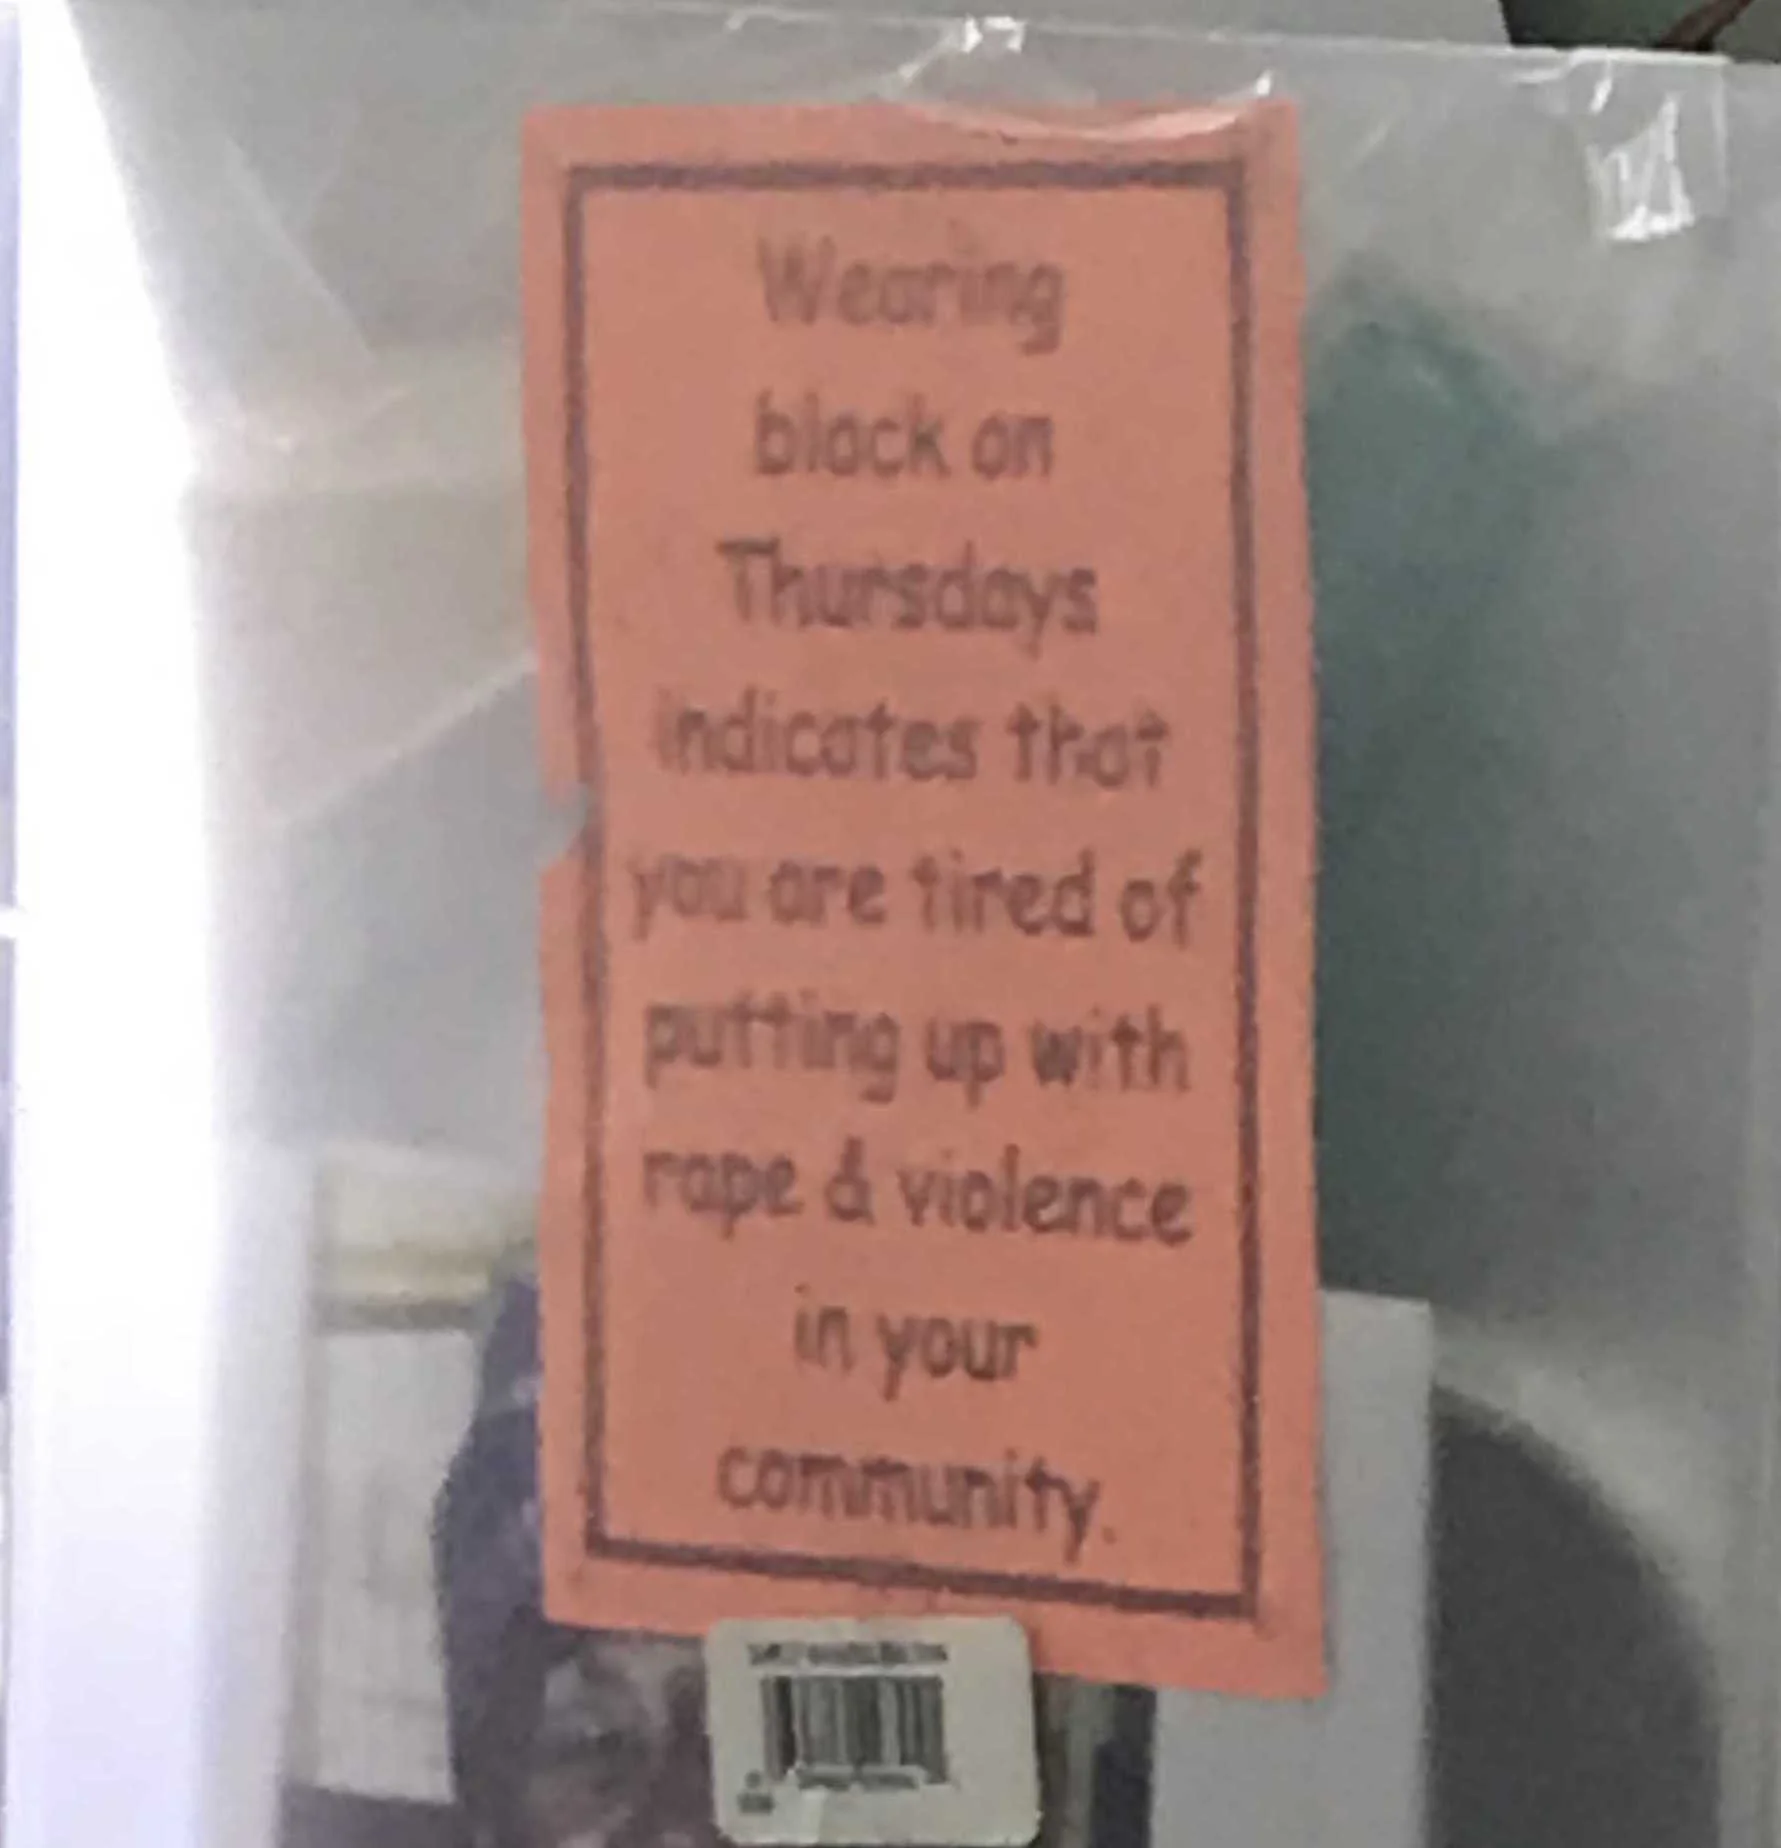 Wearing
black on
Thursdays
indicates that
you are tired of
putting up with
rape & violence
in your
community.